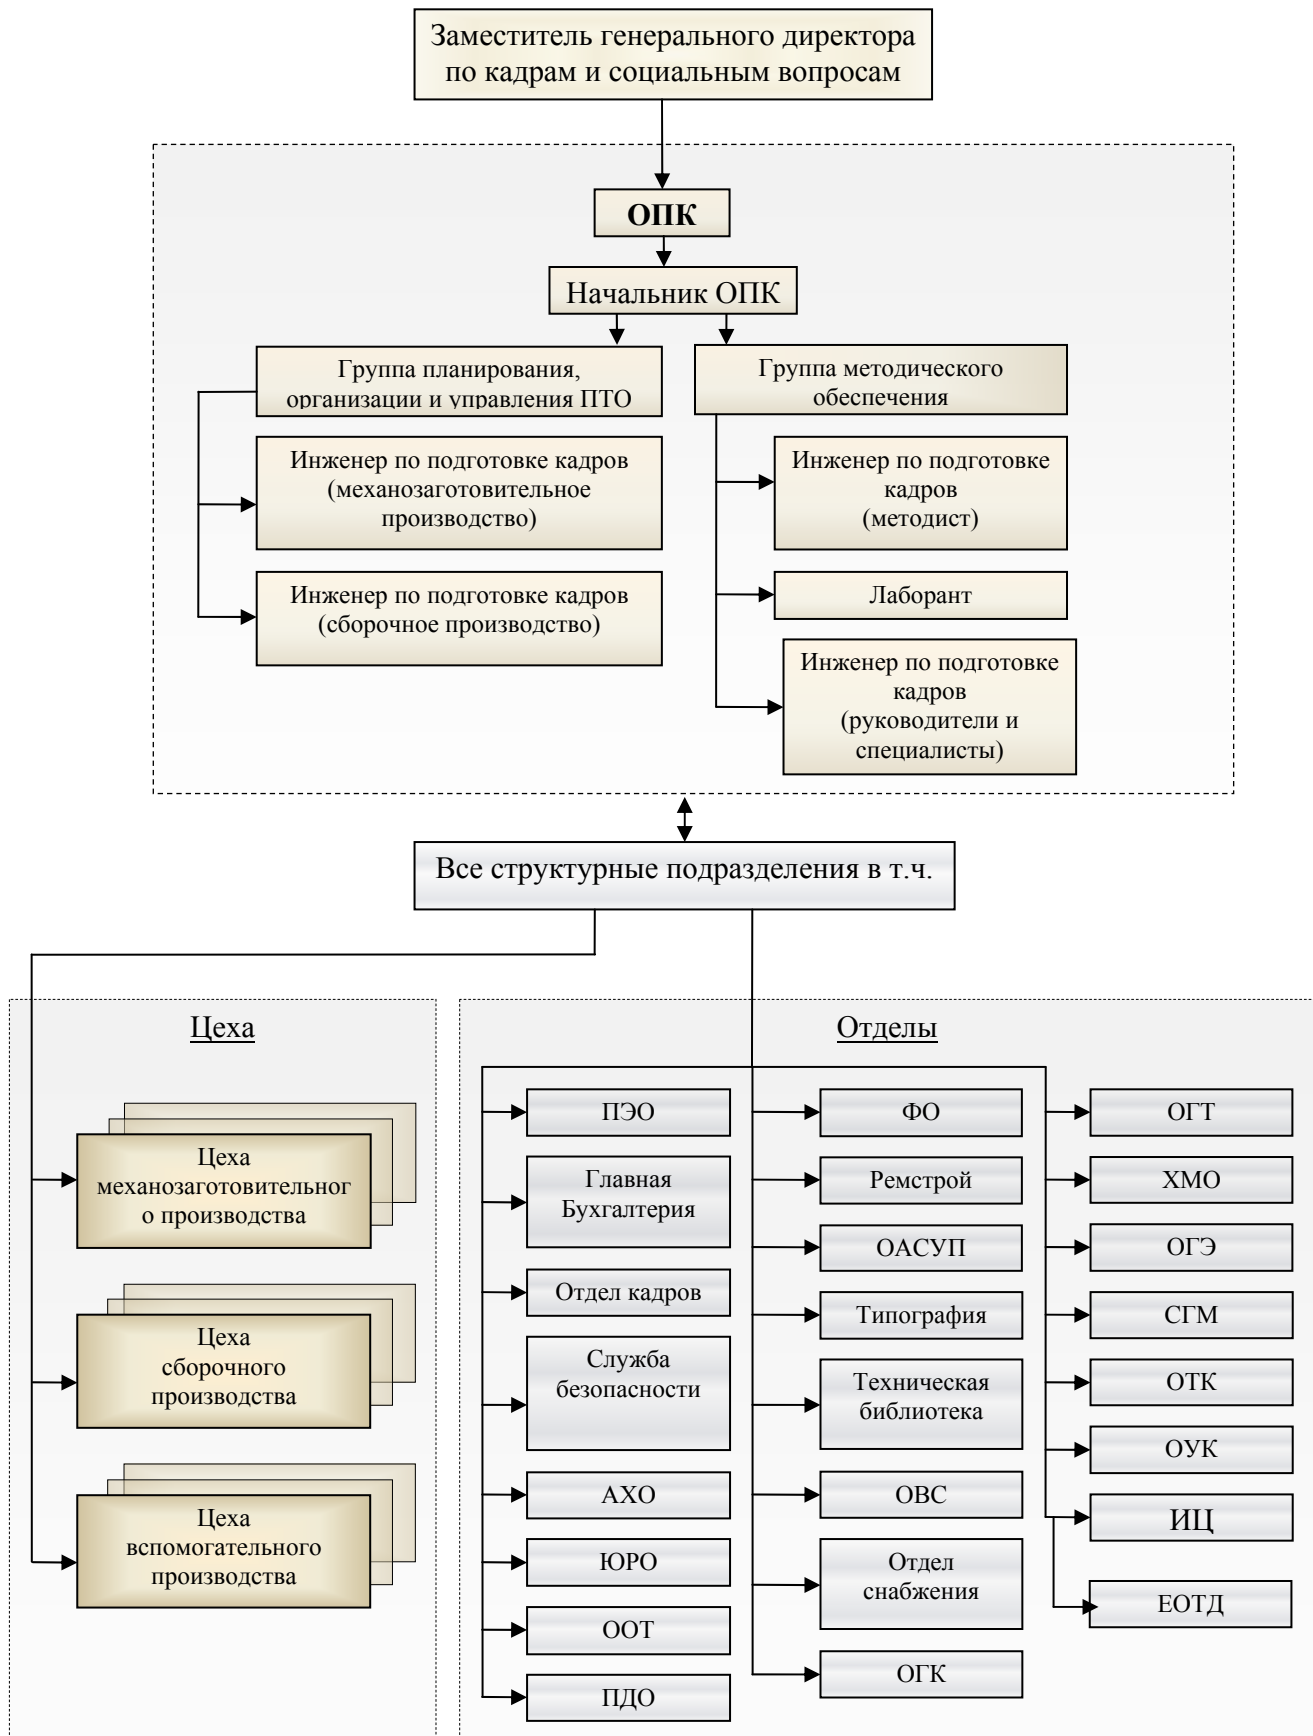 Заместитель генерального директора
по кадрам и социальным вопросам
ОПК
Начальник ОПК
Группа планирования,
организации и управления ПТО
Группа методического
обеспечения
Инженер по подготовке кадров
(механозаготовительное
производство)
Инженер по подготовке кадров
(сборочное производство)
Инженер по подготовке
кадров
(методист)
Лаборант
Инженер по подготовке
кадров
(руководители и
специалисты)
Все структурные подразделения в т.ч.
Цеха
Цеха
механозаготовительног
о производства
Цеха
сборочного
производства
Цеха
вспомогательного
производства
Отделы
ПЭО
Главная
Бухгалтерия
Отдел кадров
Служба
безопасности
АХО
ЮРО
ООТ
ПДО
ФО
Ремстрой
ОАСУП
Типография
Техническая
библиотека
ОВС
Отдел
снабжения
ОГК
ОГТ
ХМО
ОГЭ
СГМ
ОТК
ОУК
ИЦ
ЕОТД